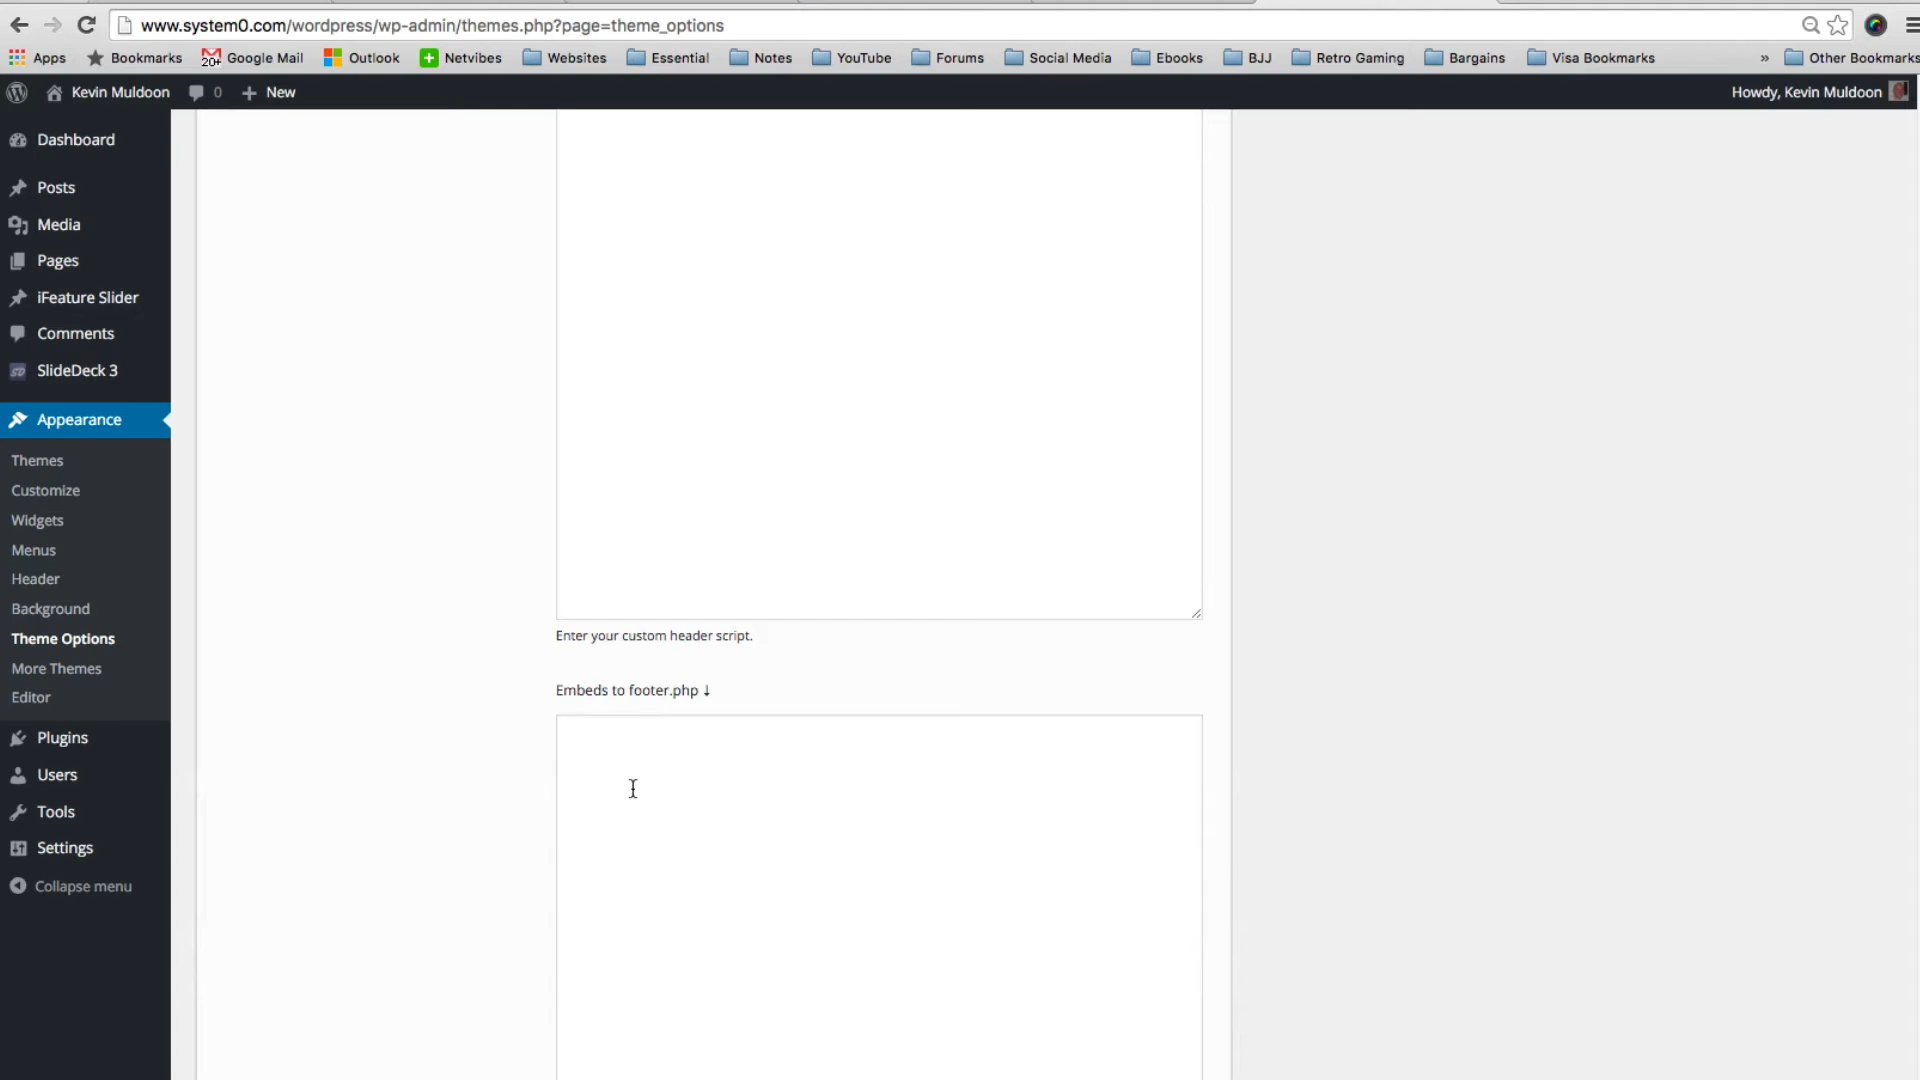 www.system0.com/wordpress/wp-admin/themes.php?page=theme_options
Apps Bookmarks 20+ Google Mail Outlook Netvibes Websites Essential Notes YouTube Forums Social Media Ebooks BJJ Retro Gaming Bargains Visa Bookmarks » Other Bookmarks
Kevin Muldoon 0 + New Howdy, Kevin Muldoon
Dashboard
Posts
Media
Pages
iFeature Slider
Comments
SD SlideDeck 3
Appearance
Themes
Customize
Widgets
Menus
Header
Background
Theme Options
More Themes
Editor
Plugins
Users
Tools
Settings
Collapse menu
Enter your custom header script.
Embeds to footer.php ↓